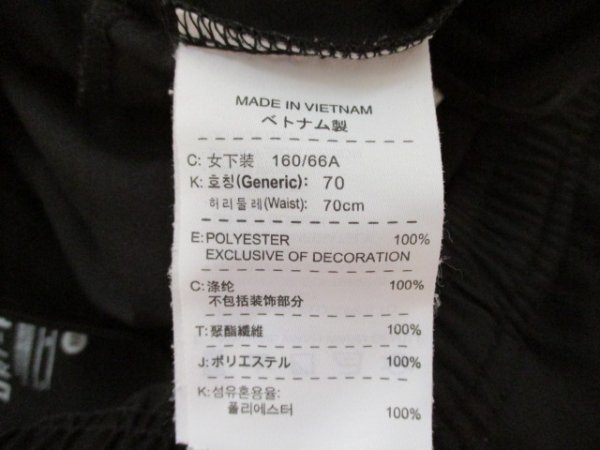 MADE IN VIETNAM
ベトナム製
C: 女下装 160/66A
K: 호칭(Generic): 70
허리둘레(Waist): 70cm
E: POLYESTER 100%
EXCLUSIVE OF DECORATION
C: 涤纶 100%
不包括装饰部分
T: 聚酯纖維 100%
J: ポリエステル 100%
K: 섬유혼용율:
폴리에스터 100%